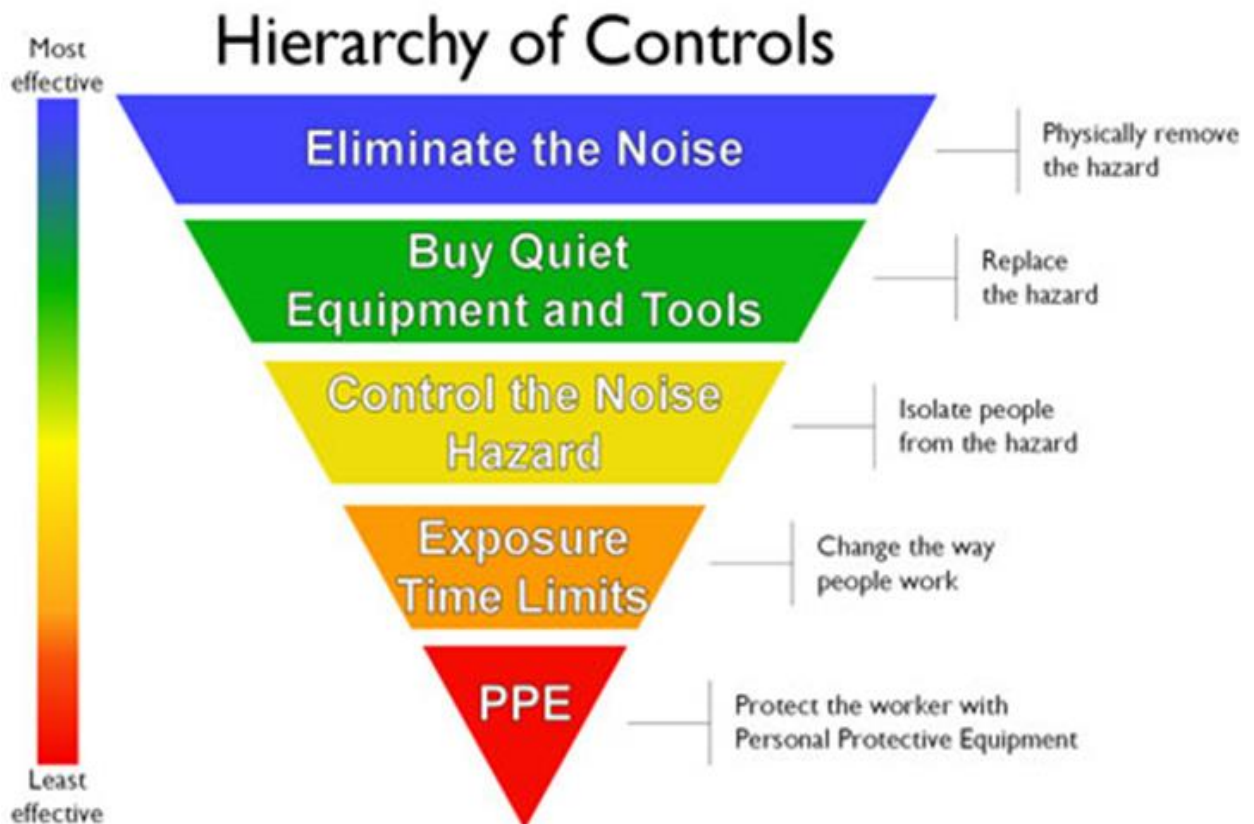 Hierarchy of Controls
Most
effective
Eliminate the Noise
Physically remove
the hazard
Buy Quiet
Equipment and Tools
Replace
the hazard
Control the Noise
Hazard
Isolate people
from the hazard
Exposure
Time Limits
Change the way
people work
PPE
Protect the worker with
Personal Protective Equipment
Least
effective